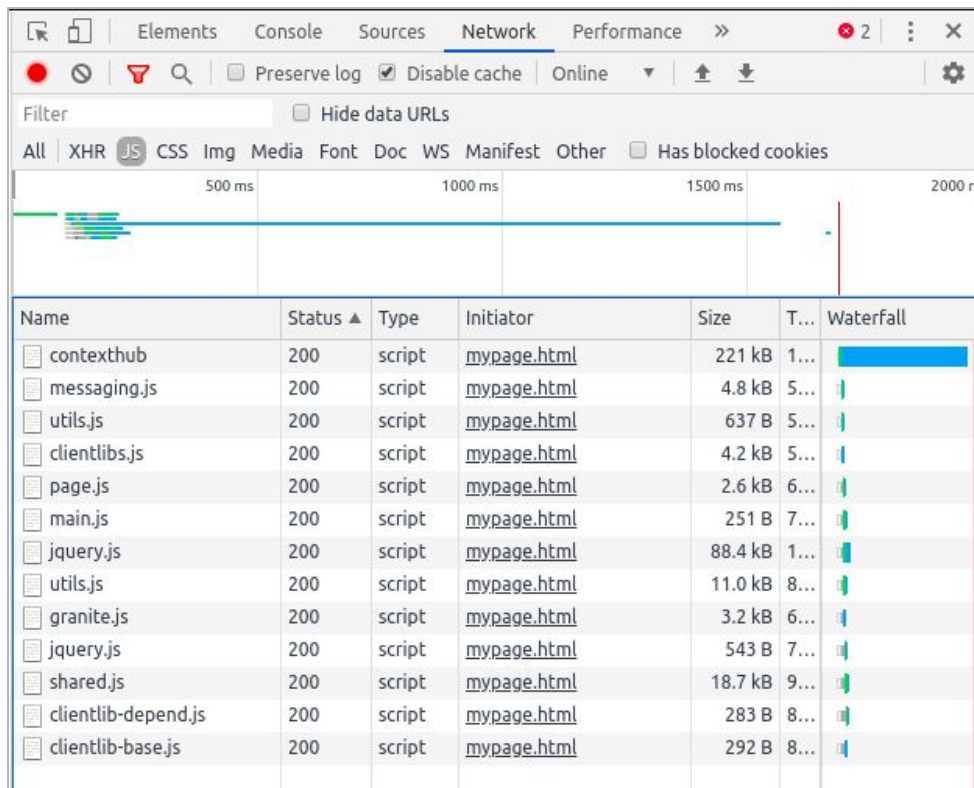 Elements Console Sources Network Performance » 2
Preserve log Disable cache Online
Filter Hide data URLs
All XHR JS CSS Img Media Font Doc WS Manifest Other Has blocked cookies
500 ms 1000 ms 1500 ms 2000 r
Name Status ▲ Type Initiator Size T... Waterfall
contexthub 200 script mypage.html 221 kB 1...
messaging.js 200 script mypage.html 4.8 kB 5...
utils.js 200 script mypage.html 637 B 5...
clientlibs.js 200 script mypage.html 4.2 kB 5...
page.js 200 script mypage.html 2.6 kB 6...
main.js 200 script mypage.html 251 B 7...
jquery.js 200 script mypage.html 88.4 kB 1...
utils.js 200 script mypage.html 11.0 kB 8...
granite.js 200 script mypage.html 3.2 kB 6...
jquery.js 200 script mypage.html 543 B 7...
shared.js 200 script mypage.html 18.7 kB 9...
clientlib-depend.js 200 script mypage.html 283 B 8...
clientlib-base.js 200 script mypage.html 292 B 8...